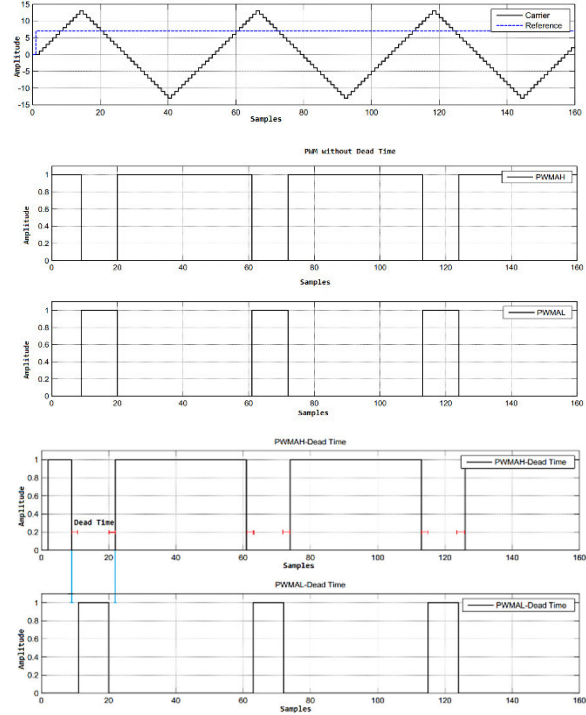 15
10
5
0
-5
-10
-15
Amplitude
Carrier
Reference
0 20 40 60 80 100 120 140 160
Samples
PWM without Dead Time
1
0.8
0.6
0.4
0.2
0
Amplitude
PWMAH
0 20 40 60 80 100 120 140 160
Samples
1
0.8
0.6
0.4
0.2
0
Amplitude
PWMAL
0 20 40 60 80 100 120 140 160
Samples
PWMAH-Dead Time
1
0.8
0.6
0.4
0.2
0
Amplitude
PWMAH-Dead Time
Dead Time
0 20 40 60 80 100 120 140 160
Samples
PWMAL-Dead Time
1
0.8
0.6
0.4
0.2
0
Amplitude
PWMAL-Dead Time
0 20 40 60 80 100 120 140 160
Samples